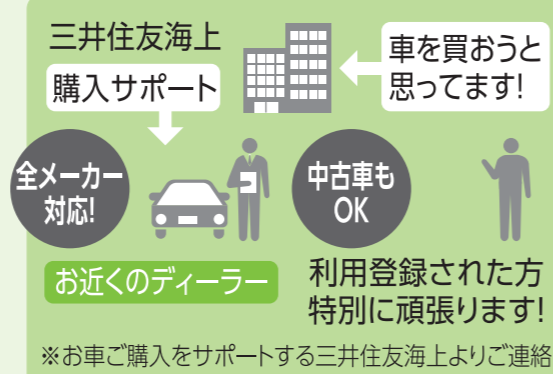 三井住友海上
購入サポート
車を買おうと
思ってます!
全メーカー
対応!
中古車も
OK
お近くのディーラー
利用登録された方
特別に頑張ります!
※お車ご購入をサポートする三井住友海上よりご連絡